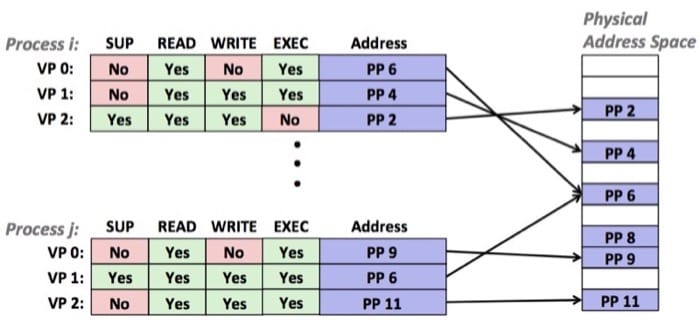 Physical
Address Space
Process i: SUP READ WRITE EXEC Address
VP 0: No Yes No Yes PP 6
VP 1: No Yes Yes Yes PP 4
VP 2: Yes Yes Yes No PP 2
PP 2
PP 4
PP 6
PP 8
PP 9
PP 11
Process j: SUP READ WRITE EXEC Address
VP 0: No Yes No Yes PP 9
VP 1: Yes Yes Yes Yes PP 6
VP 2: No Yes Yes Yes PP 11